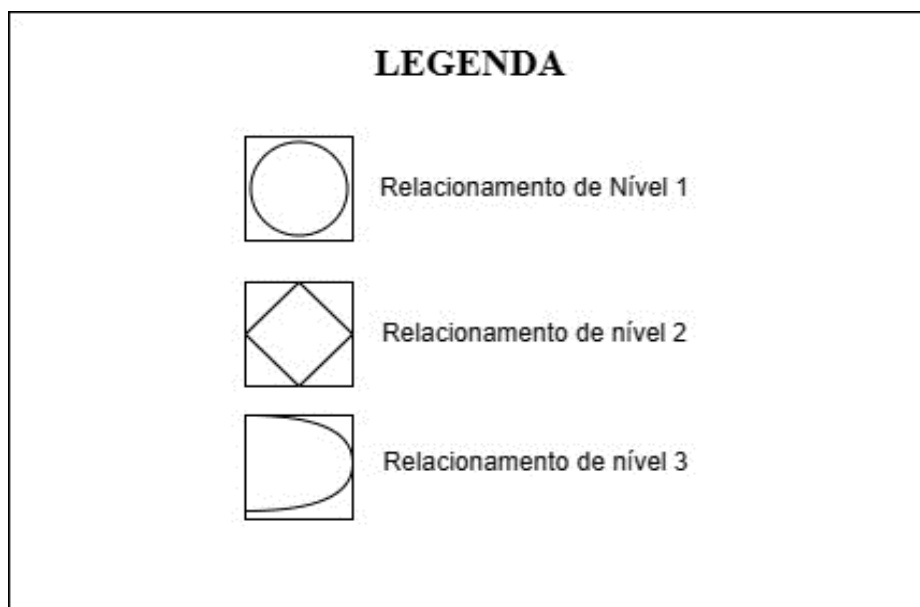 LEGENDA
Relacionamento de Nível 1
Relacionamento de nível 2
Relacionamento de nível 3